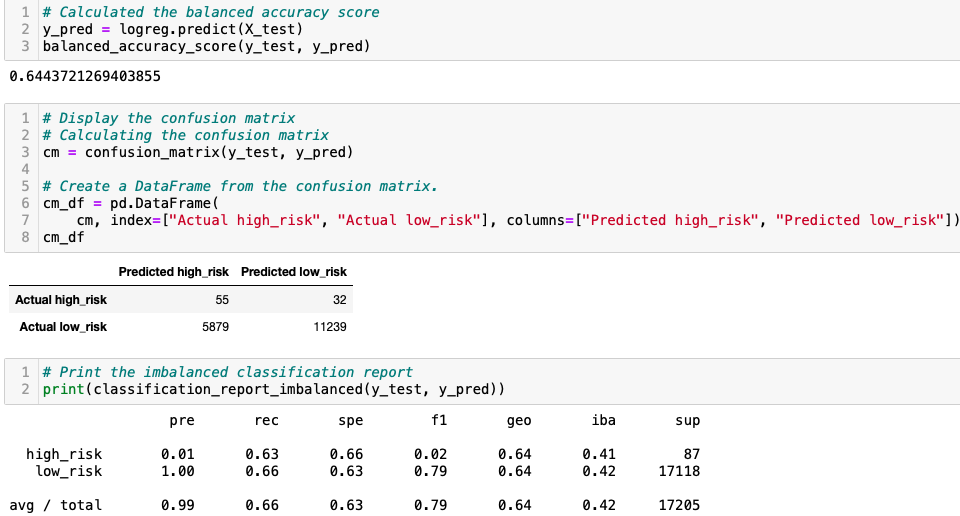 1 # Calculated the balanced accuracy score
2 y_pred = logreg.predict(X_test)
3 balanced_accuracy_score(y_test, y_pred)
0.6443721269403855
1 # Display the confusion matrix
2 # Calculating the confusion matrix
3 cm = confusion_matrix(y_test, y_pred)
4
5 # Create a DataFrame from the confusion matrix.
6 cm_df = pd.DataFrame(
7     cm, index=["Actual high_risk", "Actual low_risk"], columns=["Predicted high_risk", "Predicted low_risk"])
8 cm_df
Predicted high_risk Predicted low_risk
Actual high_risk 55 32
Actual low_risk 5879 11239
1 # Print the imbalanced classification report
2 print(classification_report_imbalanced(y_test, y_pred))
pre rec spe f1 geo iba sup
high_risk 0.01 0.63 0.66 0.02 0.64 0.41 87
low_risk 1.00 0.66 0.63 0.79 0.64 0.42 17118
avg / total 0.99 0.66 0.63 0.79 0.64 0.42 17205